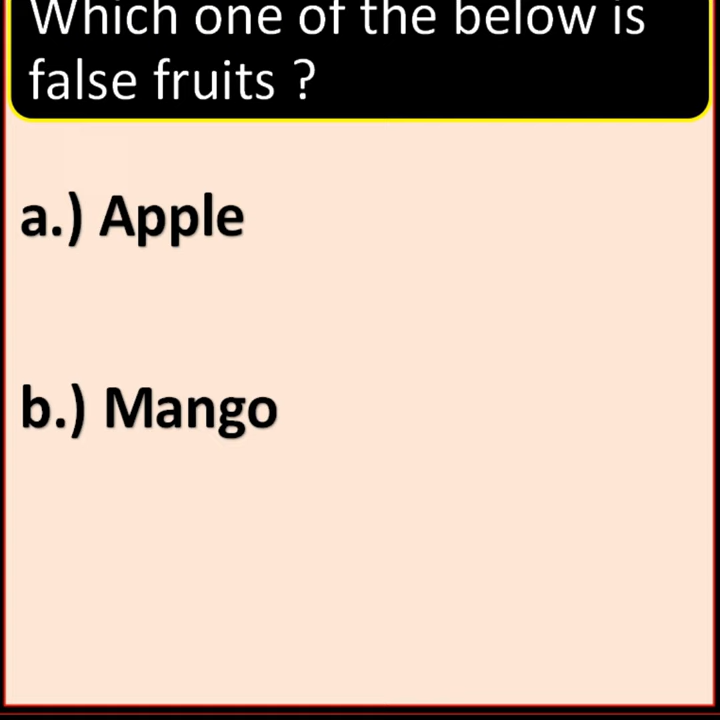 Which one of the below is
false fruits ?
a.) Apple
b.) Mango